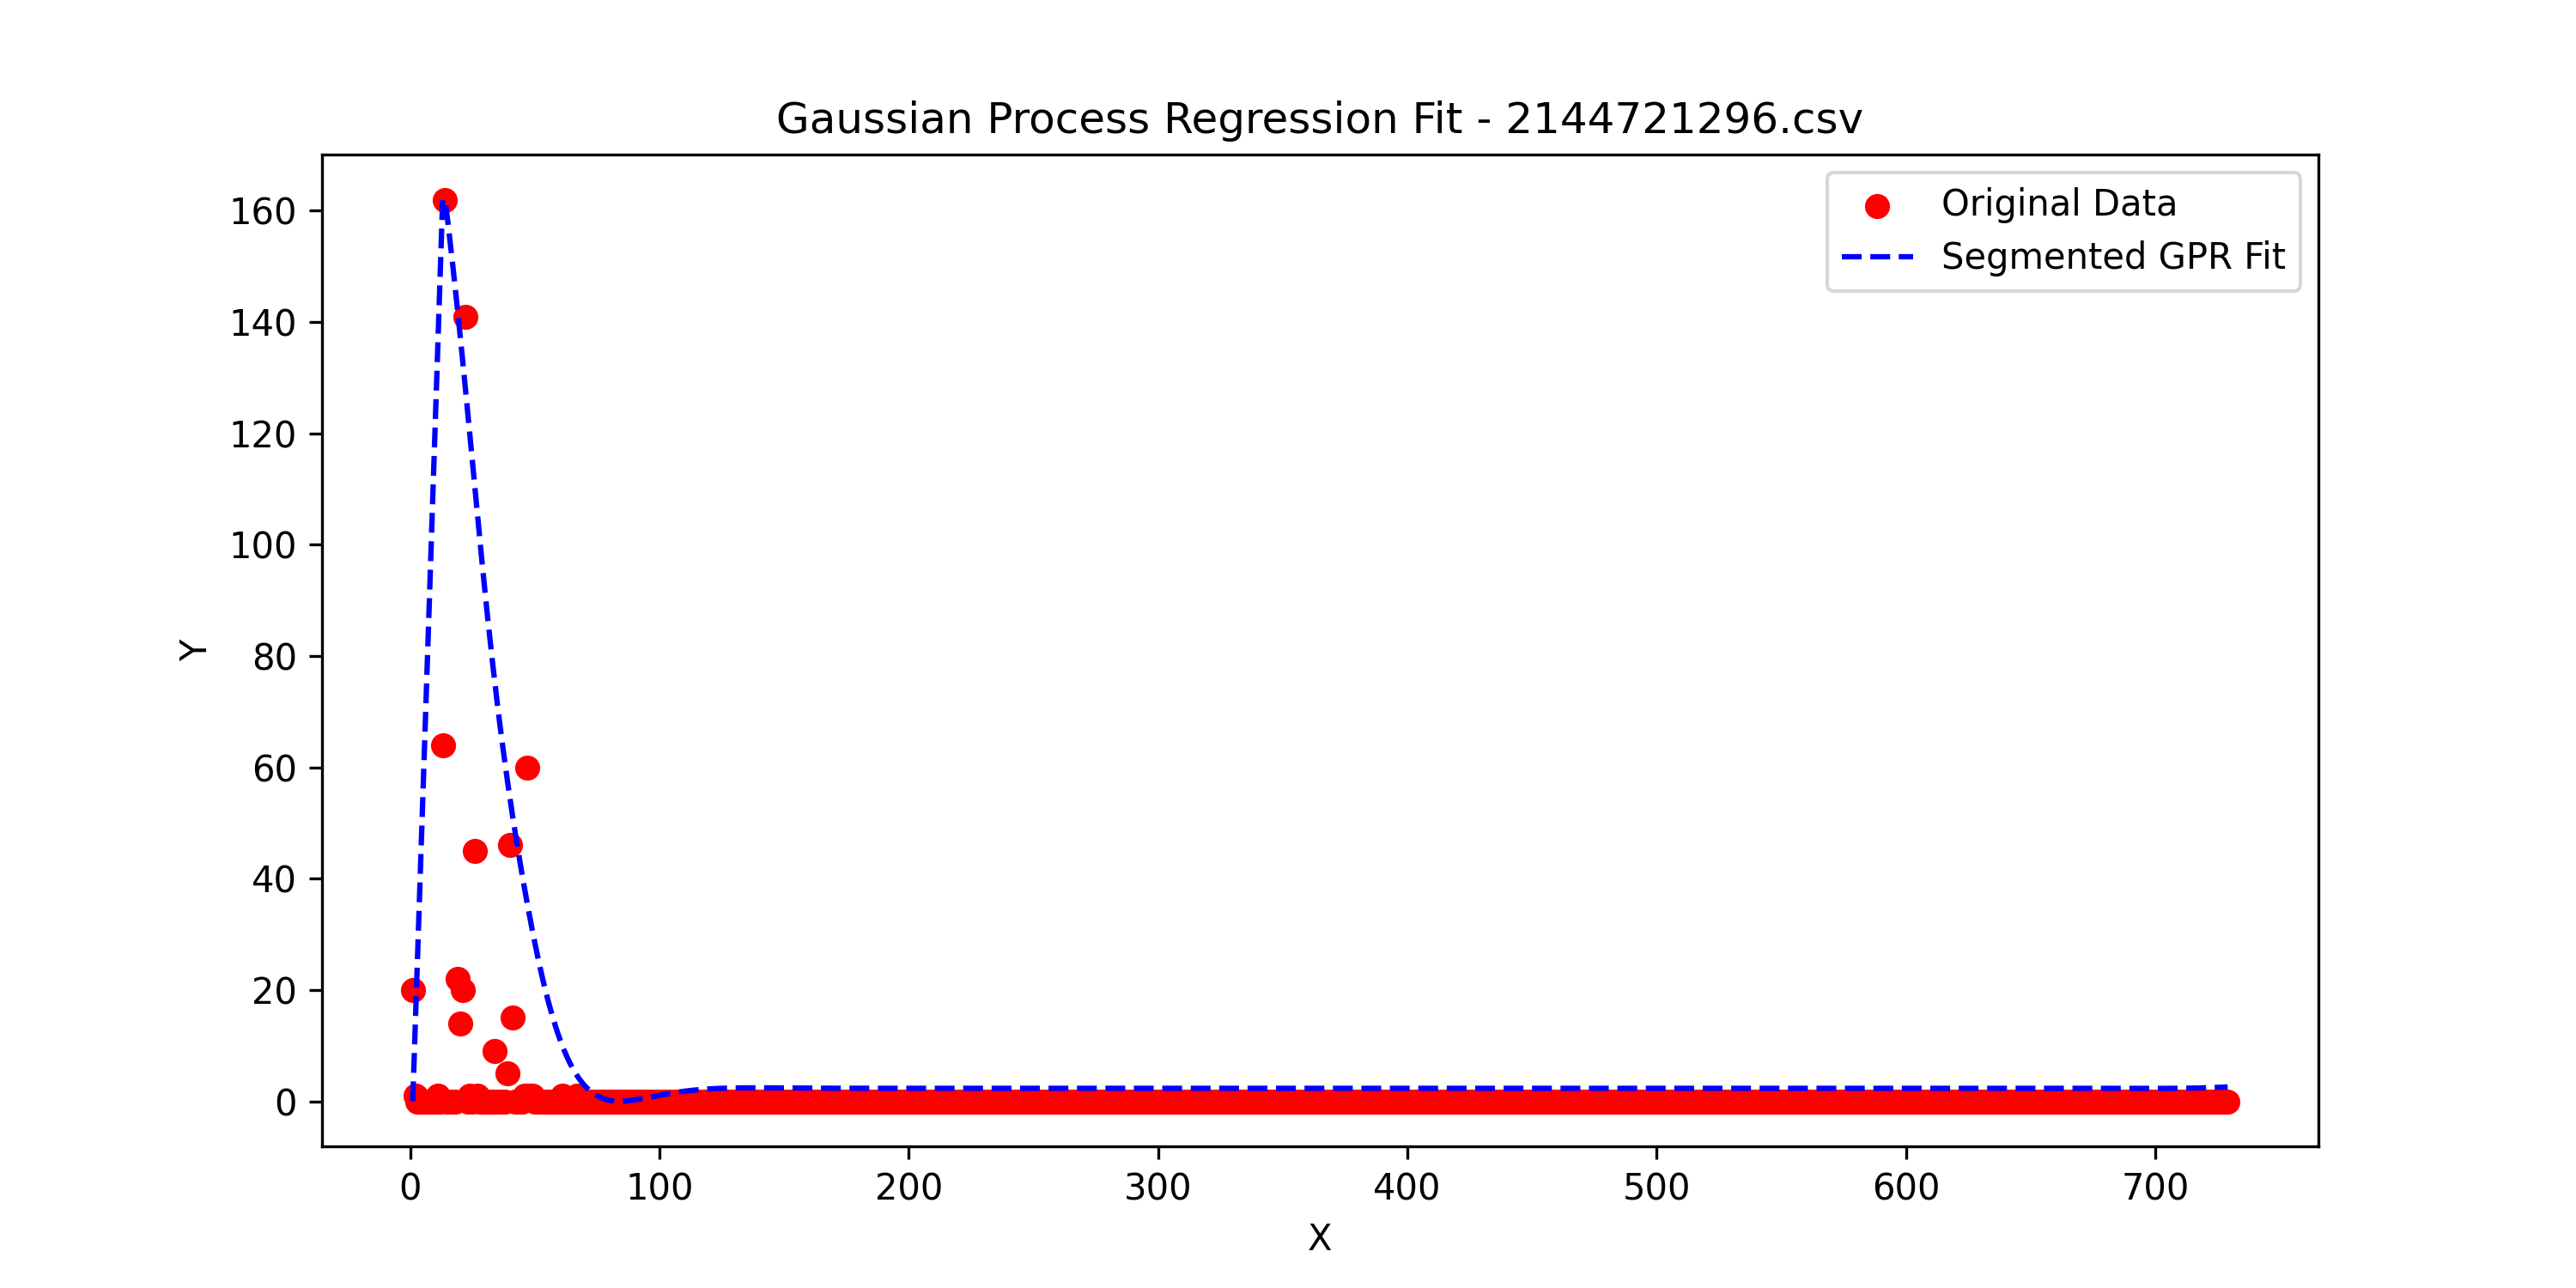 Gaussian Process Regression Fit - 2144721296.csv
Original Data
Segmented GPR Fit
160
140
120
100
80
60
40
20
0
Y
0 100 200 300 400 500 600 700
X